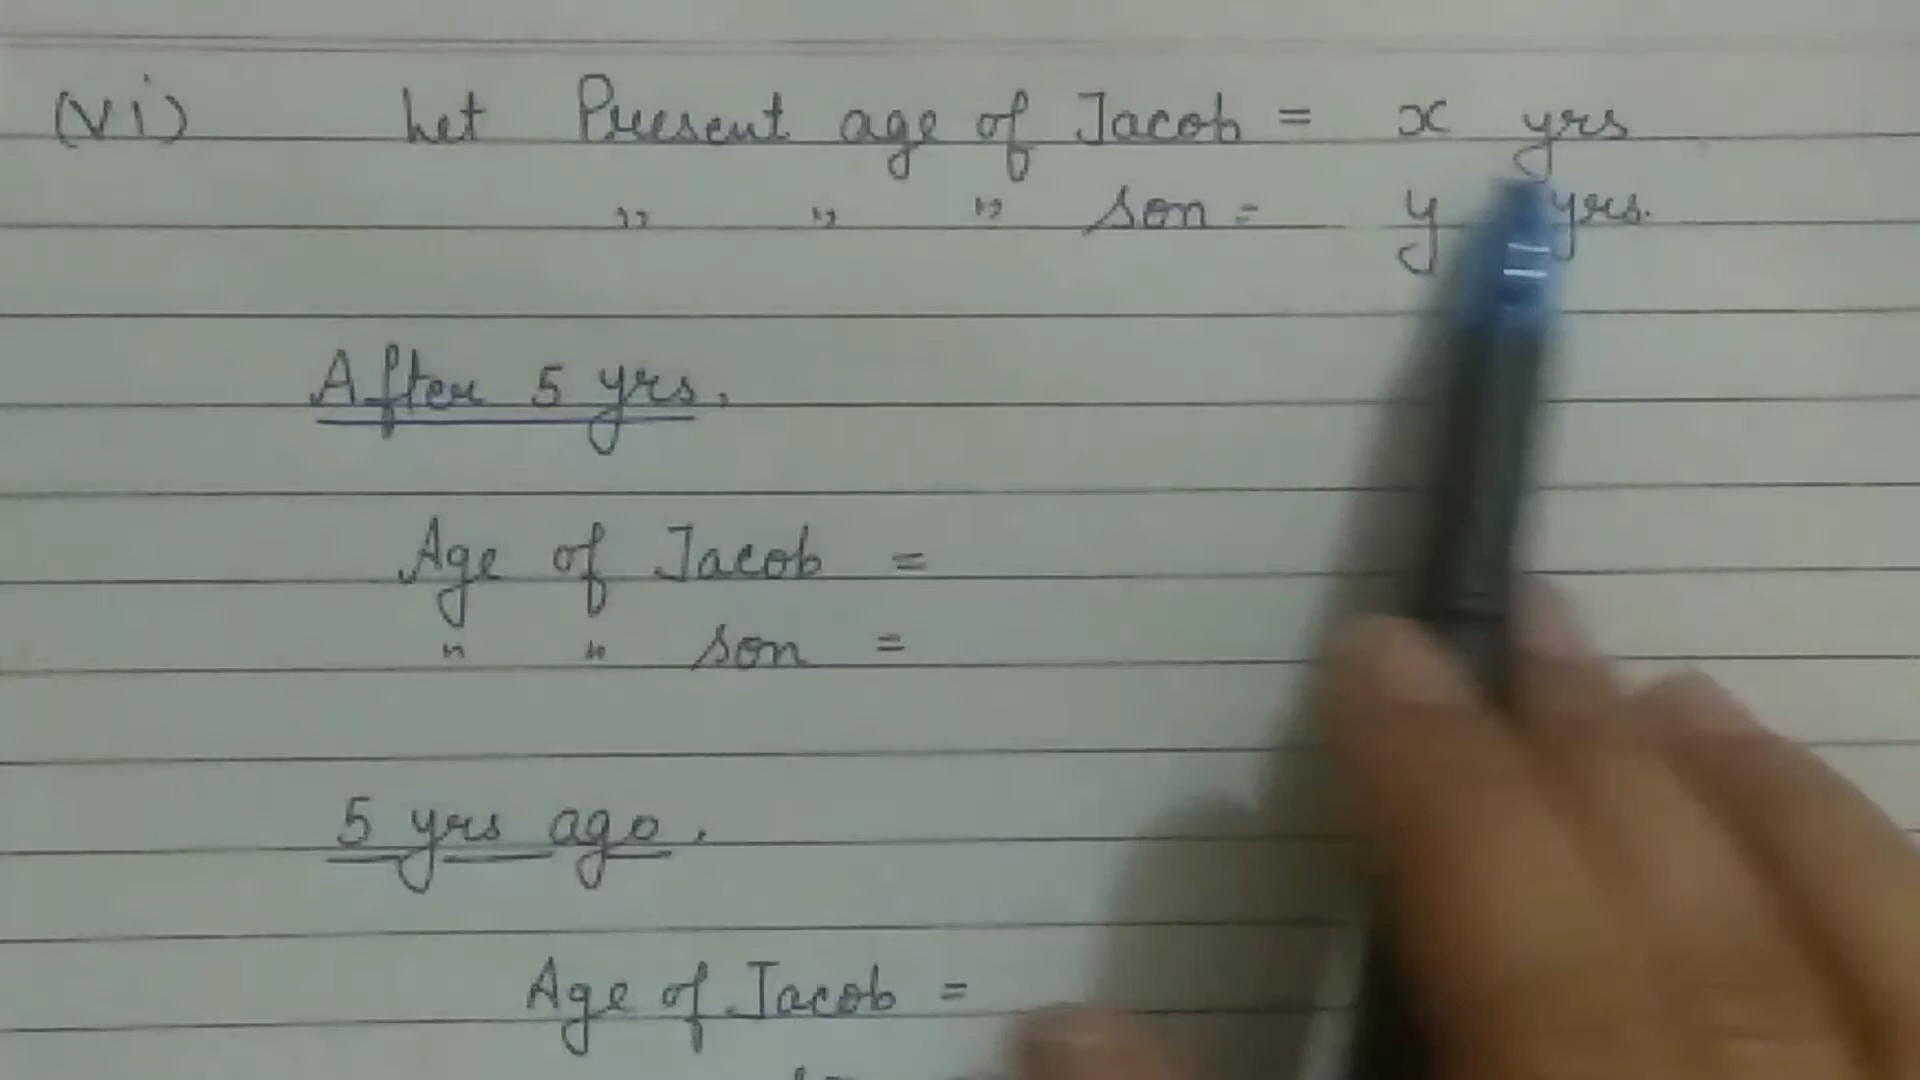 (vi) Let Present age of Jacob = x yrs
" " " son = y yrs.
After 5 yrs.
Age of Jacob =
" " son =
5 yrs ago.
Age of Jacob =